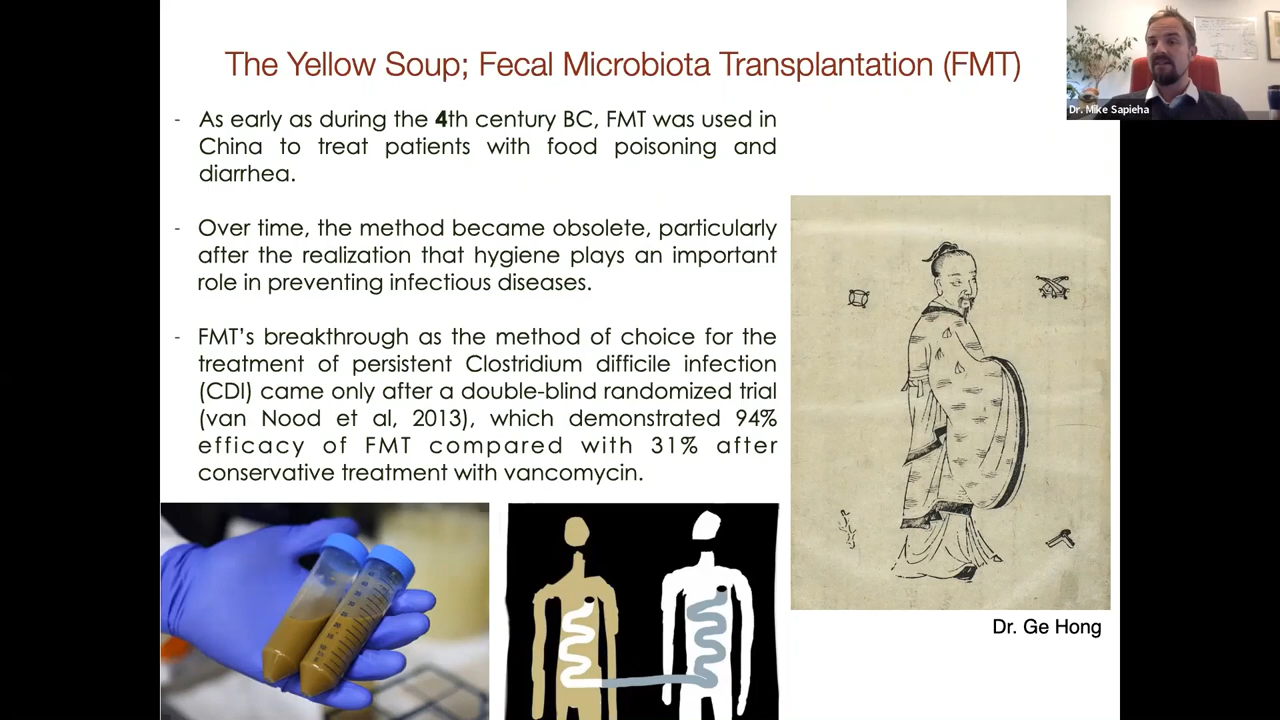 The Yellow Soup; Fecal Microbiota Transplantation (FMT)
Dr. Mike Sapieha
- As early as during the 4th century BC, FMT was used in
China to treat patients with food poisoning and
diarrhea.
- Over time, the method became obsolete, particularly
after the realization that hygiene plays an important
role in preventing infectious diseases.
- FMT's breakthrough as the method of choice for the
treatment of persistent Clostridium difficile infection
(CDI) came only after a double-blind randomized trial
(van Nood et al, 2013), which demonstrated 94%
efficacy of FMT compared with 31% after
conservative treatment with vancomycin.
Dr. Ge Hong